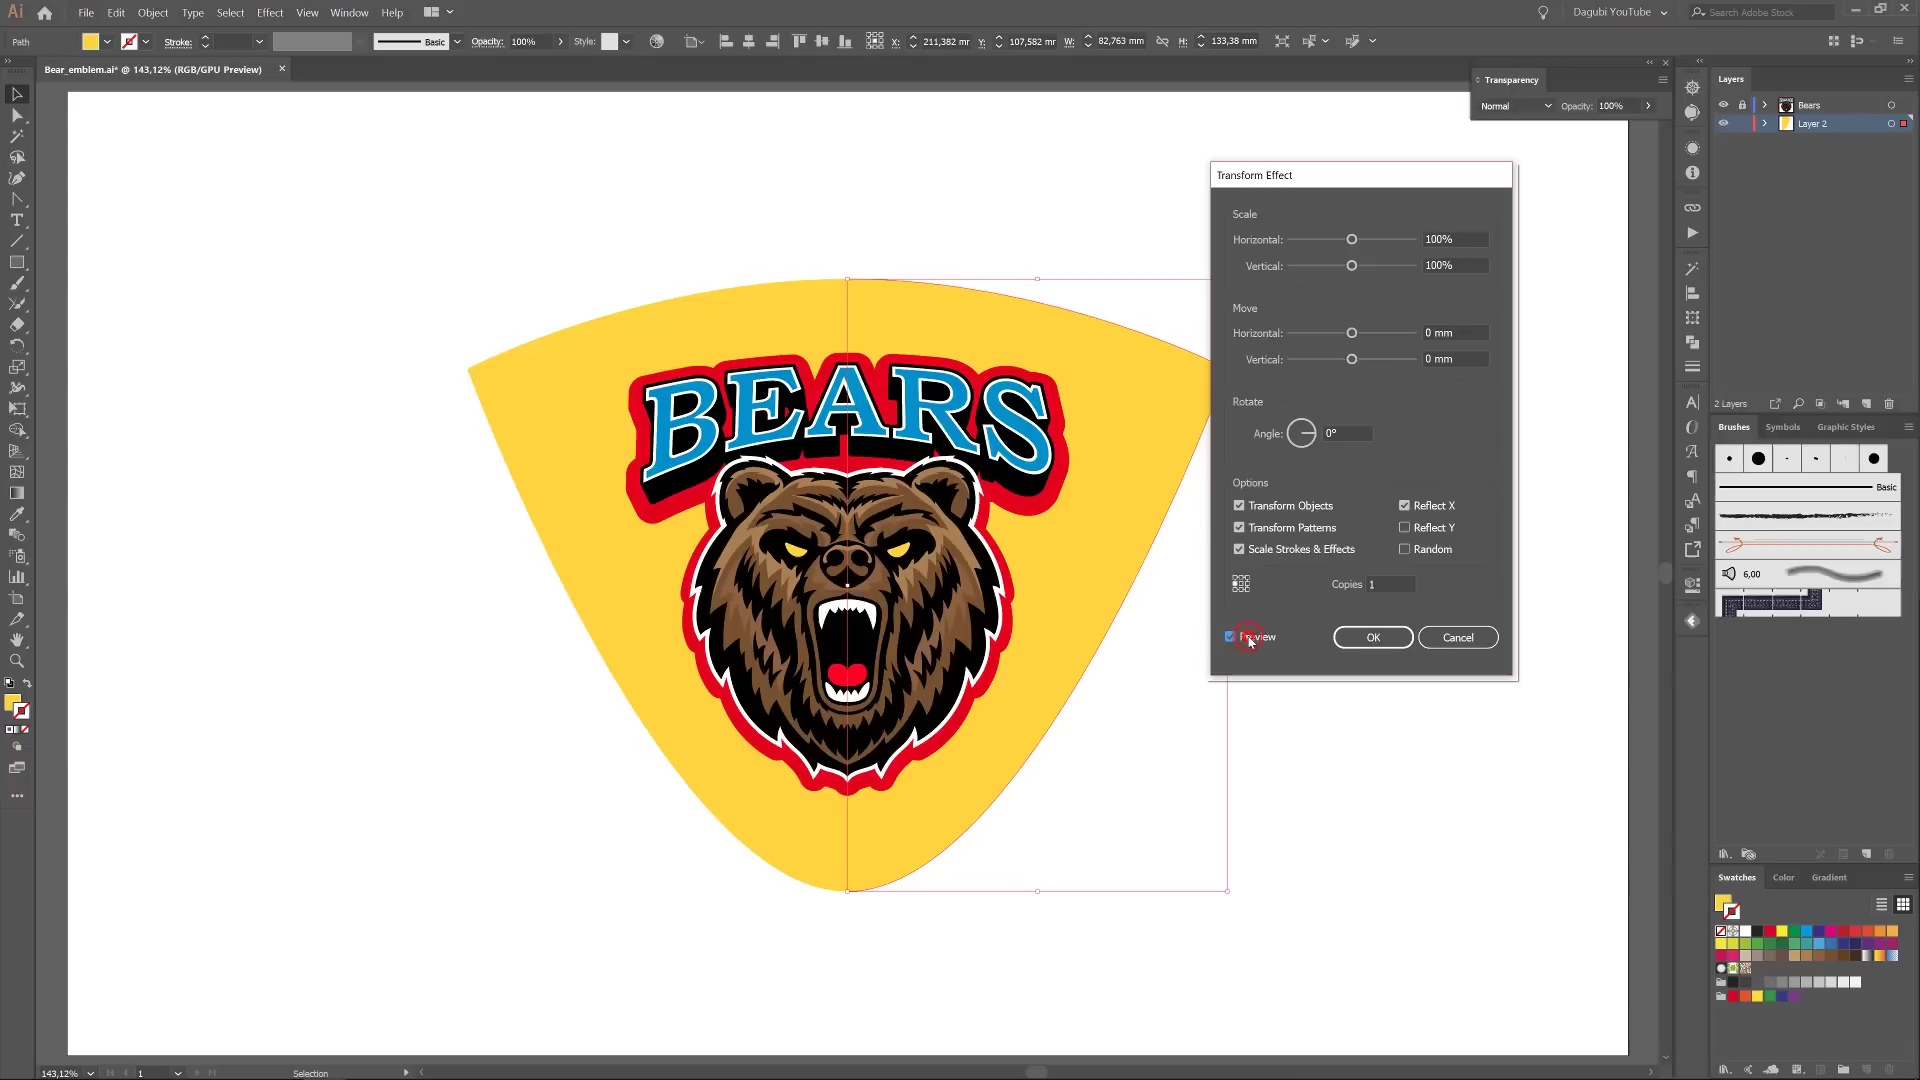 Ai File Edit Object Type Select Effect View Window Help Dagubi YouTube Search Adobe Stock
Path Stroke: Basic Opacity: 100% Style: X: 211,382 mr Y: 107,582 mr W: 82,763 mm H: 133,38 mm
Bear_emblem.ai* @ 143,12% (RGB/GPU Preview)
Transparency
Normal Opacity: 100%
Layers
Bears
Layer 2
Transform Effect
Scale
Horizontal: 100%
Vertical: 100%
Move
Horizontal: 0 mm
Vertical: 0 mm
Rotate
Angle: 0°
Options
Transform Objects Reflect X
Transform Patterns Reflect Y
Scale Strokes & Effects Random
Copies 1
Preview OK Cancel
BEARS
2 Layers
Brushes Symbols Graphic Styles
Basic
6,00
Swatches Color Gradient
143,12% 1 Selection